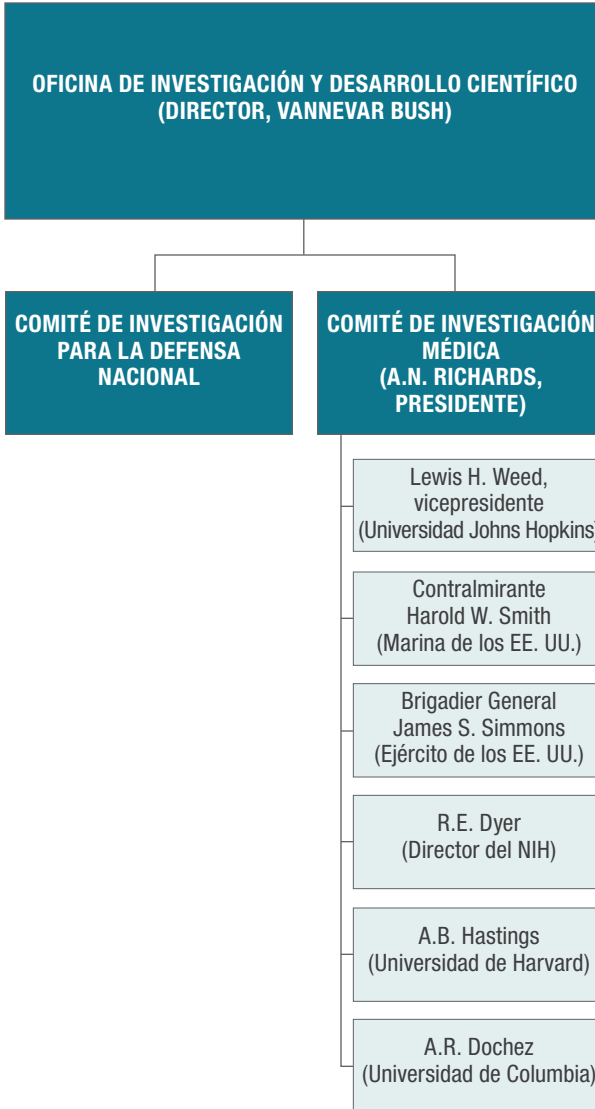 OFICINA DE INVESTIGACIÓN Y DESARROLLO CIENTÍFICO
(DIRECTOR, VANNEVAR BUSH)
COMITÉ DE INVESTIGACIÓN
PARA LA DEFENSA
NACIONAL
COMITÉ DE INVESTIGACIÓN
MÉDICA
(A.N. RICHARDS,
PRESIDENTE)
Lewis H. Weed,
vicepresidente
(Universidad Johns Hopkins)
Contralmirante
Harold W. Smith
(Marina de los EE. UU.)
Brigadier General
James S. Simmons
(Ejército de los EE. UU.)
R.E. Dyer
(Director del NIH)
A.B. Hastings
(Universidad de Harvard)
A.R. Dochez
(Universidad de Columbia)